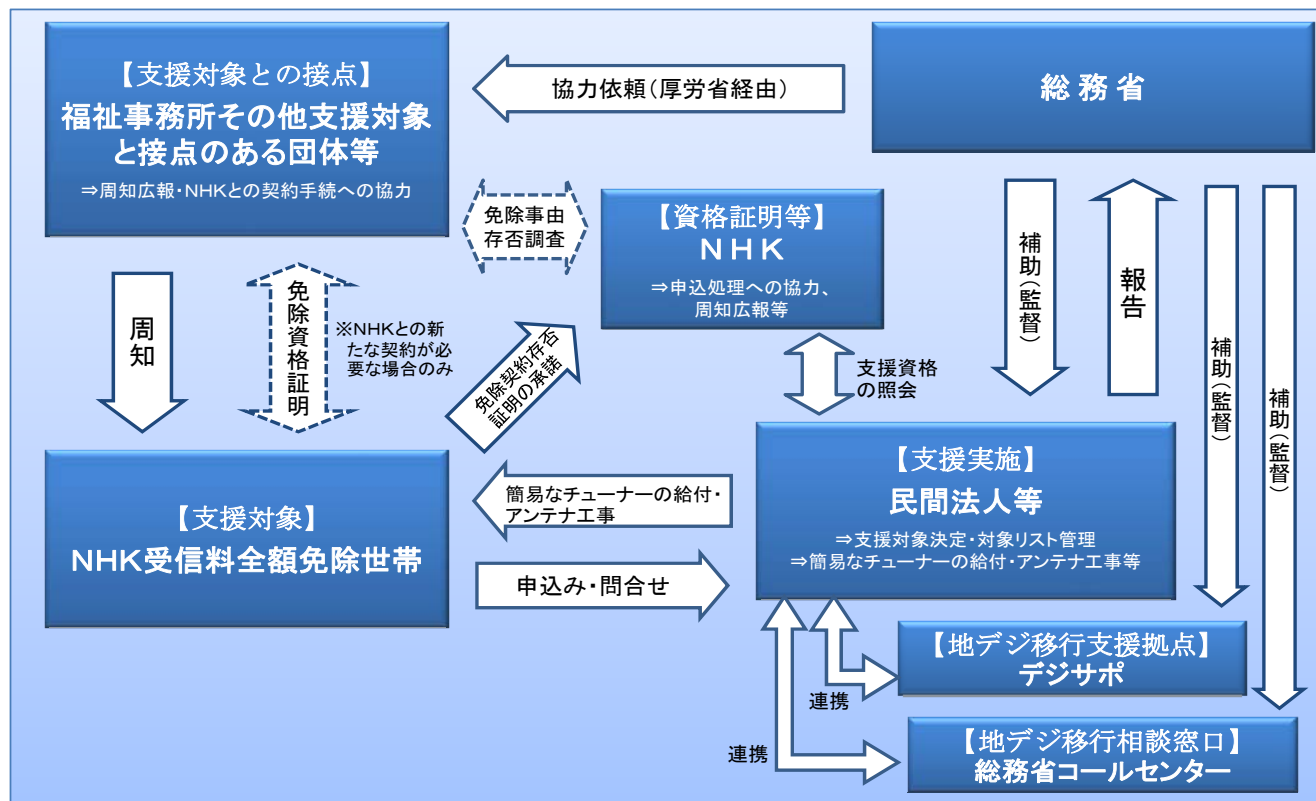 【支援対象との接点】
福祉事務所その他支援対象
と接点のある団体等
⇒周知広報・NHKとの契約手続への協力
協力依頼（厚労省経由）
総務省
免除事由
存否調査
【資格証明等】
NHK
⇒申込処理への協力、
周知広報等
補助（監督）
報告
補助（監督）
補助（監督）
周知
免除資格証明
※NHKとの新
たな契約が必
要な場合のみ
免除契約存否
証明の承諾
支援資格
の照会
【支援対象】
NHK受信料全額免除世帯
簡易なチューナーの給付・
アンテナ工事
申込み・問合せ
【支援実施】
民間法人等
⇒支援対象決定・対象リスト管理
⇒簡易なチューナーの給付・アンテナ工事等
連携
【地デジ移行支援拠点】
デジサポ
連携
【地デジ移行相談窓口】
総務省コールセンター